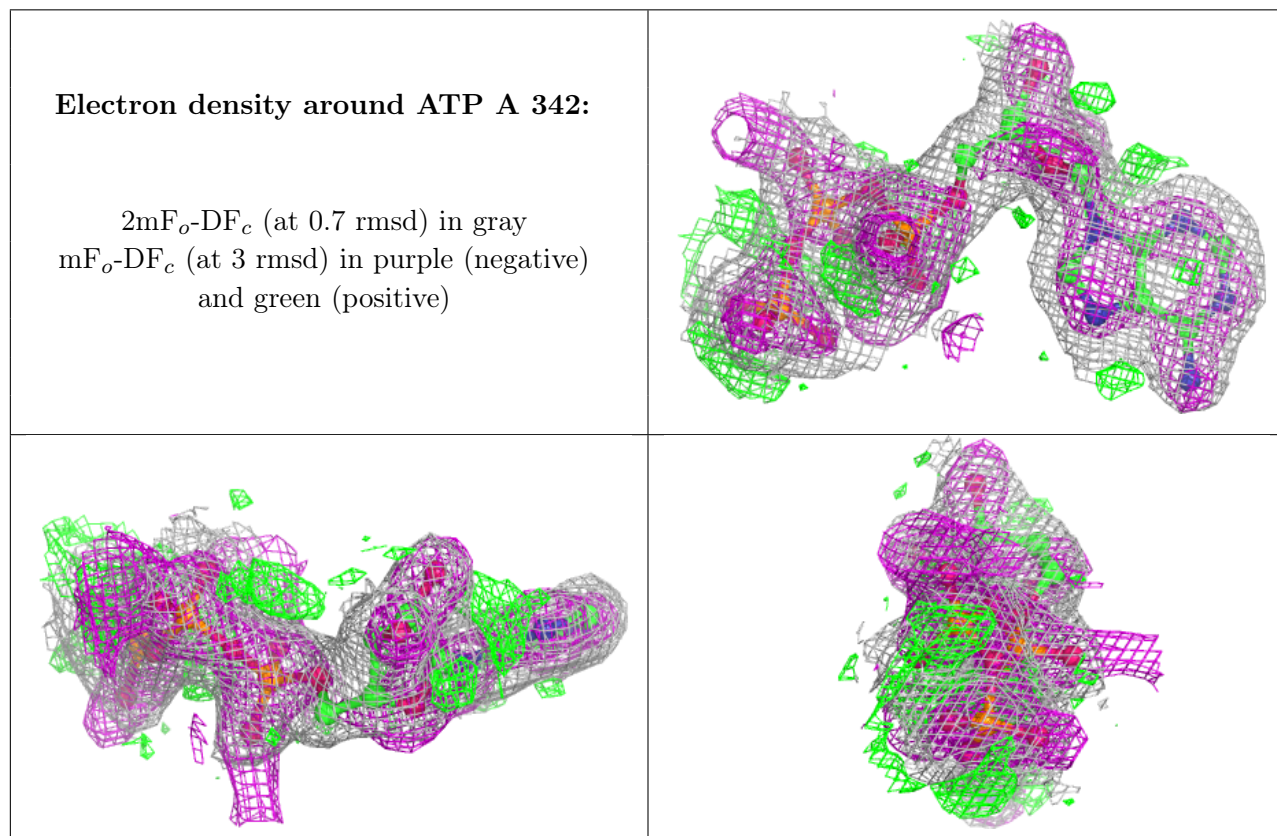 Electron density around ATP A 342:
2mFₒ-DF𝒸 (at 0.7 rmsd) in gray
mFₒ-DF𝒸 (at 3 rmsd) in purple (negative)
and green (positive)